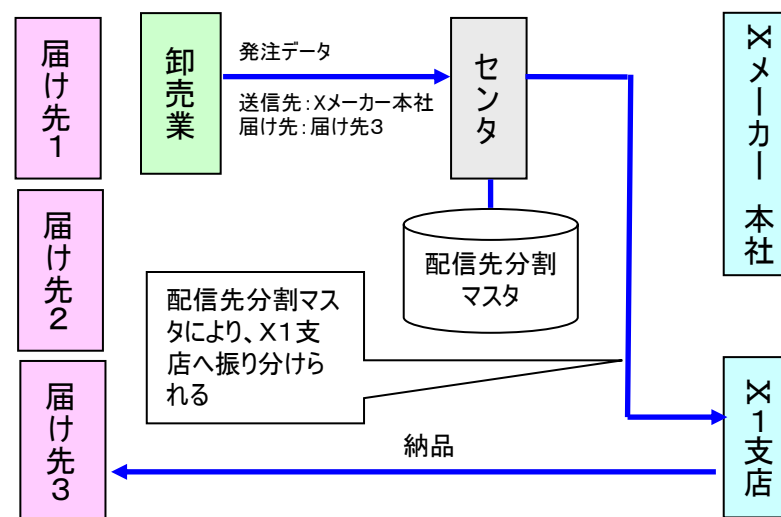 届け先１
卸売業
発注データ
送信先：Xメーカー本社
届け先：届け先３
センタ
Xメーカー 本社
届け先２
配信先分割
マスタ
配信先分割マス
タにより、X１支
店へ振り分けら
れる
届け先３
納品
X１支店